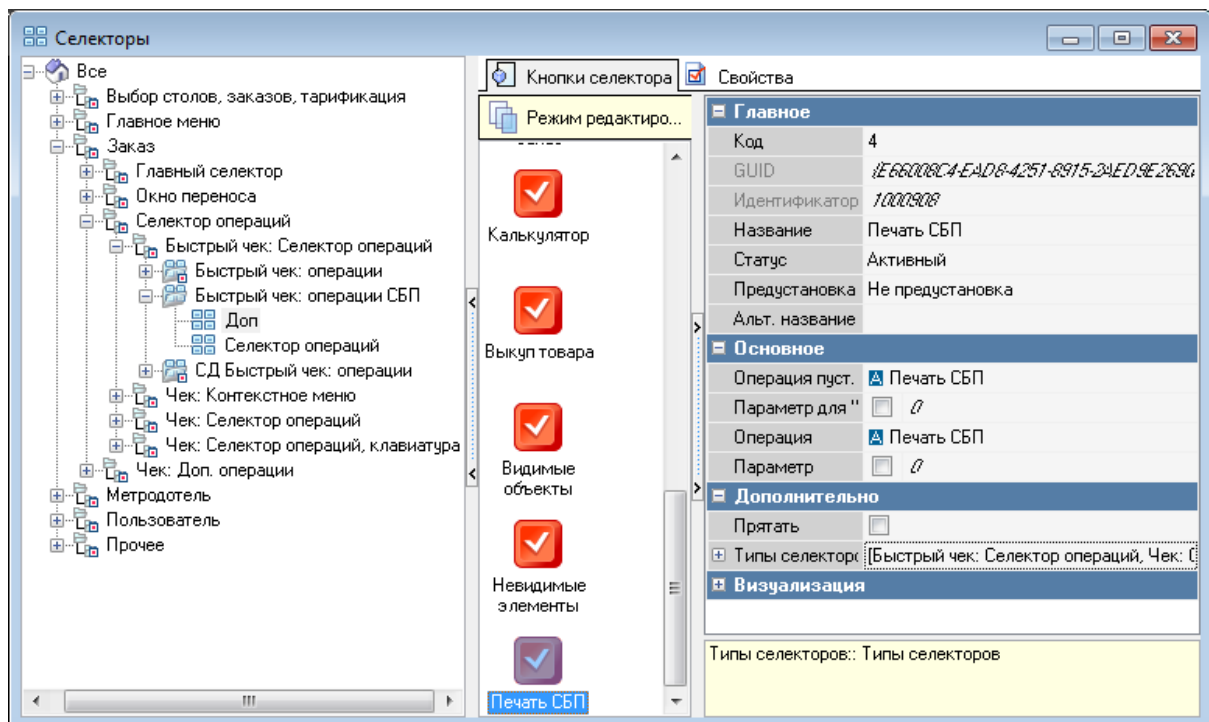 Селекторы
Все
Выбор столов, заказов, тарификация
Главное меню
Заказ
Главный селектор
Окно переноса
Селектор операций
Быстрый чек: Селектор операций
Быстрый чек: операции
Быстрый чек: операции СБП
Доп
Селектор операций
СД Быстрый чек: операции
Чек: Контекстное меню
Чек: Селектор операций
Чек: Селектор операций, клавиатура
Чек: Доп. операции
Метродотель
Пользователь
Прочее
Кнопки селектора
Свойства
Режим редактиро...
Калькулятор
Выкуп товара
Видимые
объекты
Невидимые
элементы
Печать СБП
Главное
Код 4
GUID
Идентификатор 1000908
Название Печать СБП
Статус Активный
Предустановка Не предустановка
Альт. название
Основное
Операция пуст. Печать СБП
Параметр для " 0
Операция Печать СБП
Параметр 0
Дополнительно
Прятать
Типы селекторо [Быстрый чек: Селектор операций, Чек: С
Визуализация
Типы селекторов:: Типы селекторов